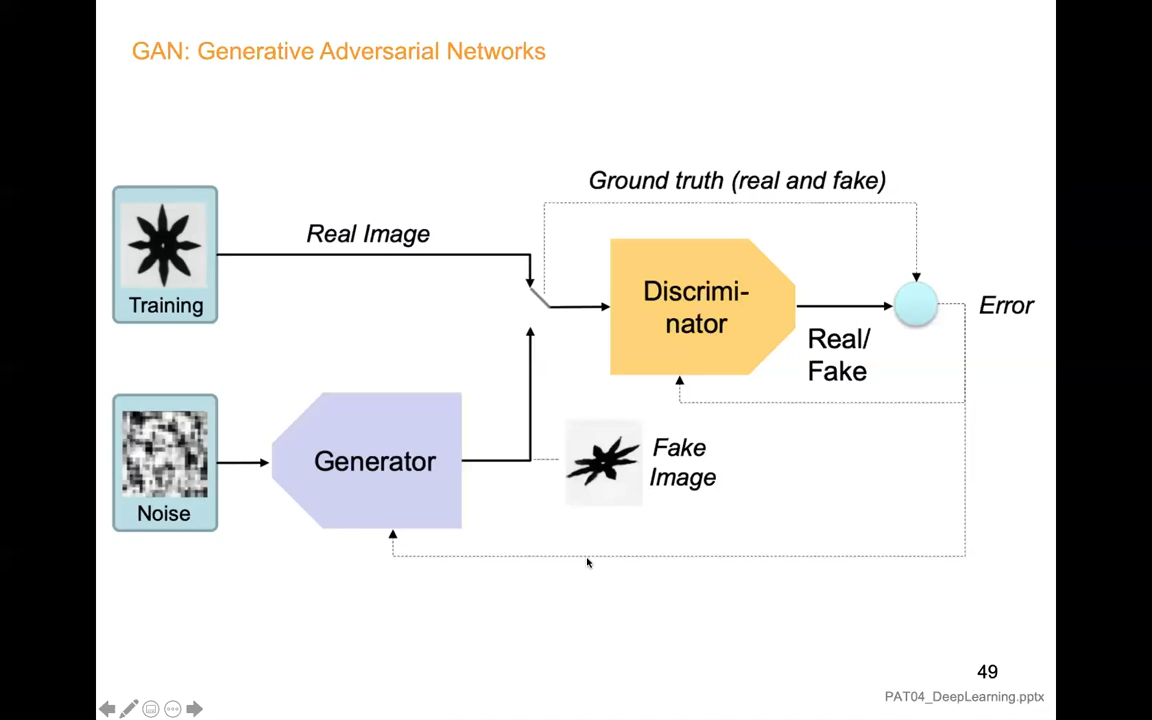 GAN: Generative Adversarial Networks
Ground truth (real and fake)
Real Image
Training
Discrimi-
nator
Error
Real/
Fake
Generator
Fake
Image
Noise
49
PAT04_DeepLearning.pptx